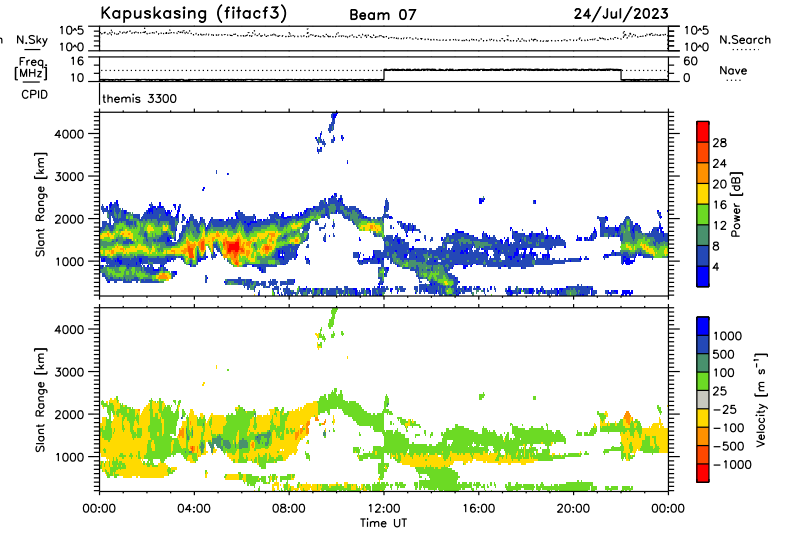 Kapuskasing (fitacf3) Beam 07 24/Jul/2023
N.Sky 10^5 10^0 10^5 10^0 N.Search
Freq. [MHz] 16 10 60 0 Nave
CPID themis 3300
Slant Range [km] 4000 3000 2000 1000
28
24
20
16
12
8
4
Power [dB]
Slant Range [km] 4000 3000 2000 1000
1000
500
100
25
−25
−100
−500
−1000
Velocity [m s⁻¹]
00:00 04:00 08:00 12:00 16:00 20:00 00:00
Time UT